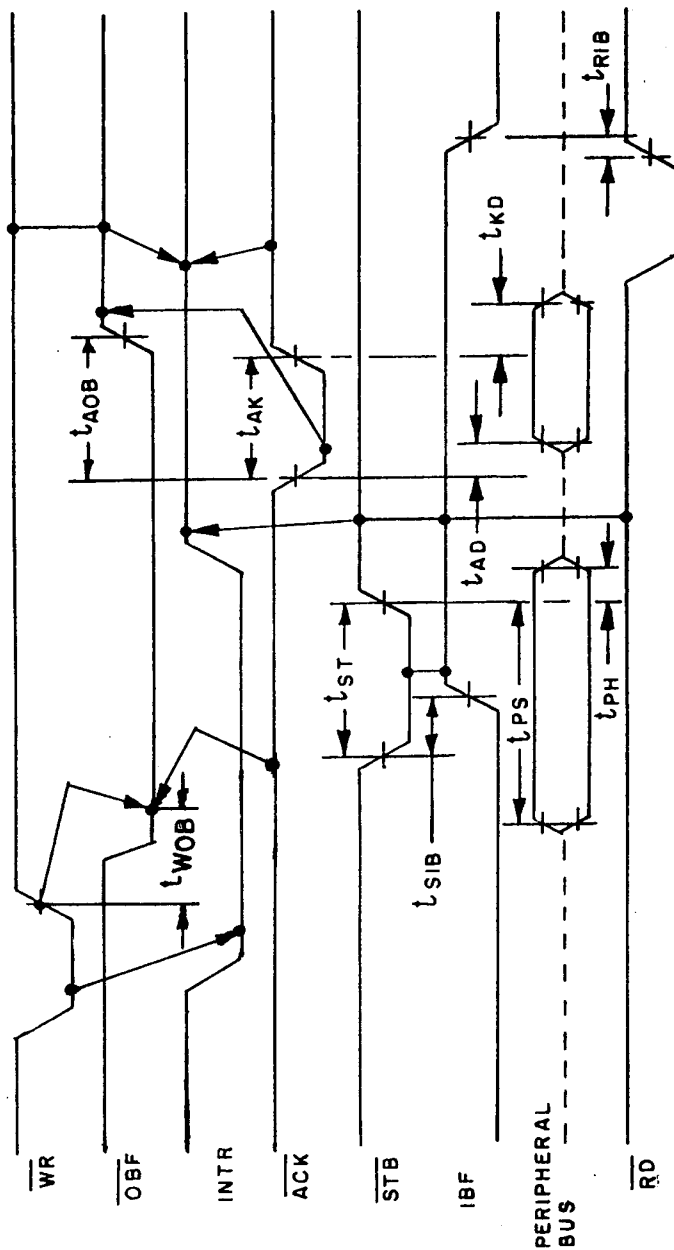 WR
OBF
INTR
ACK
STB
IBF
PERIPHERAL
BUS
RD
tWOB
tAOB
tAK
tST
tSIB
tAD
tKD
tPS
tPH
tRIB